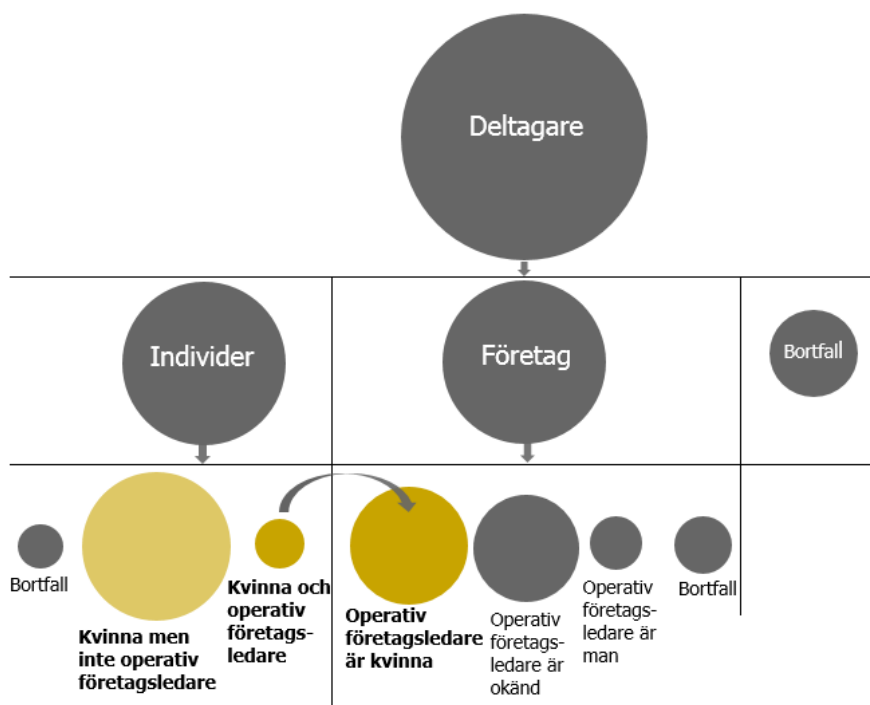 Deltagare
Individer
Företag
Bortfall
Bortfall
Kvinna men
inte operativ
företagsledare
Kvinna och
operativ
företags-
ledare
Operativ
företagsledare
är kvinna
Operativ
företags-
ledare är
okänd
Operativ
företags-
ledare är
man
Bortfall